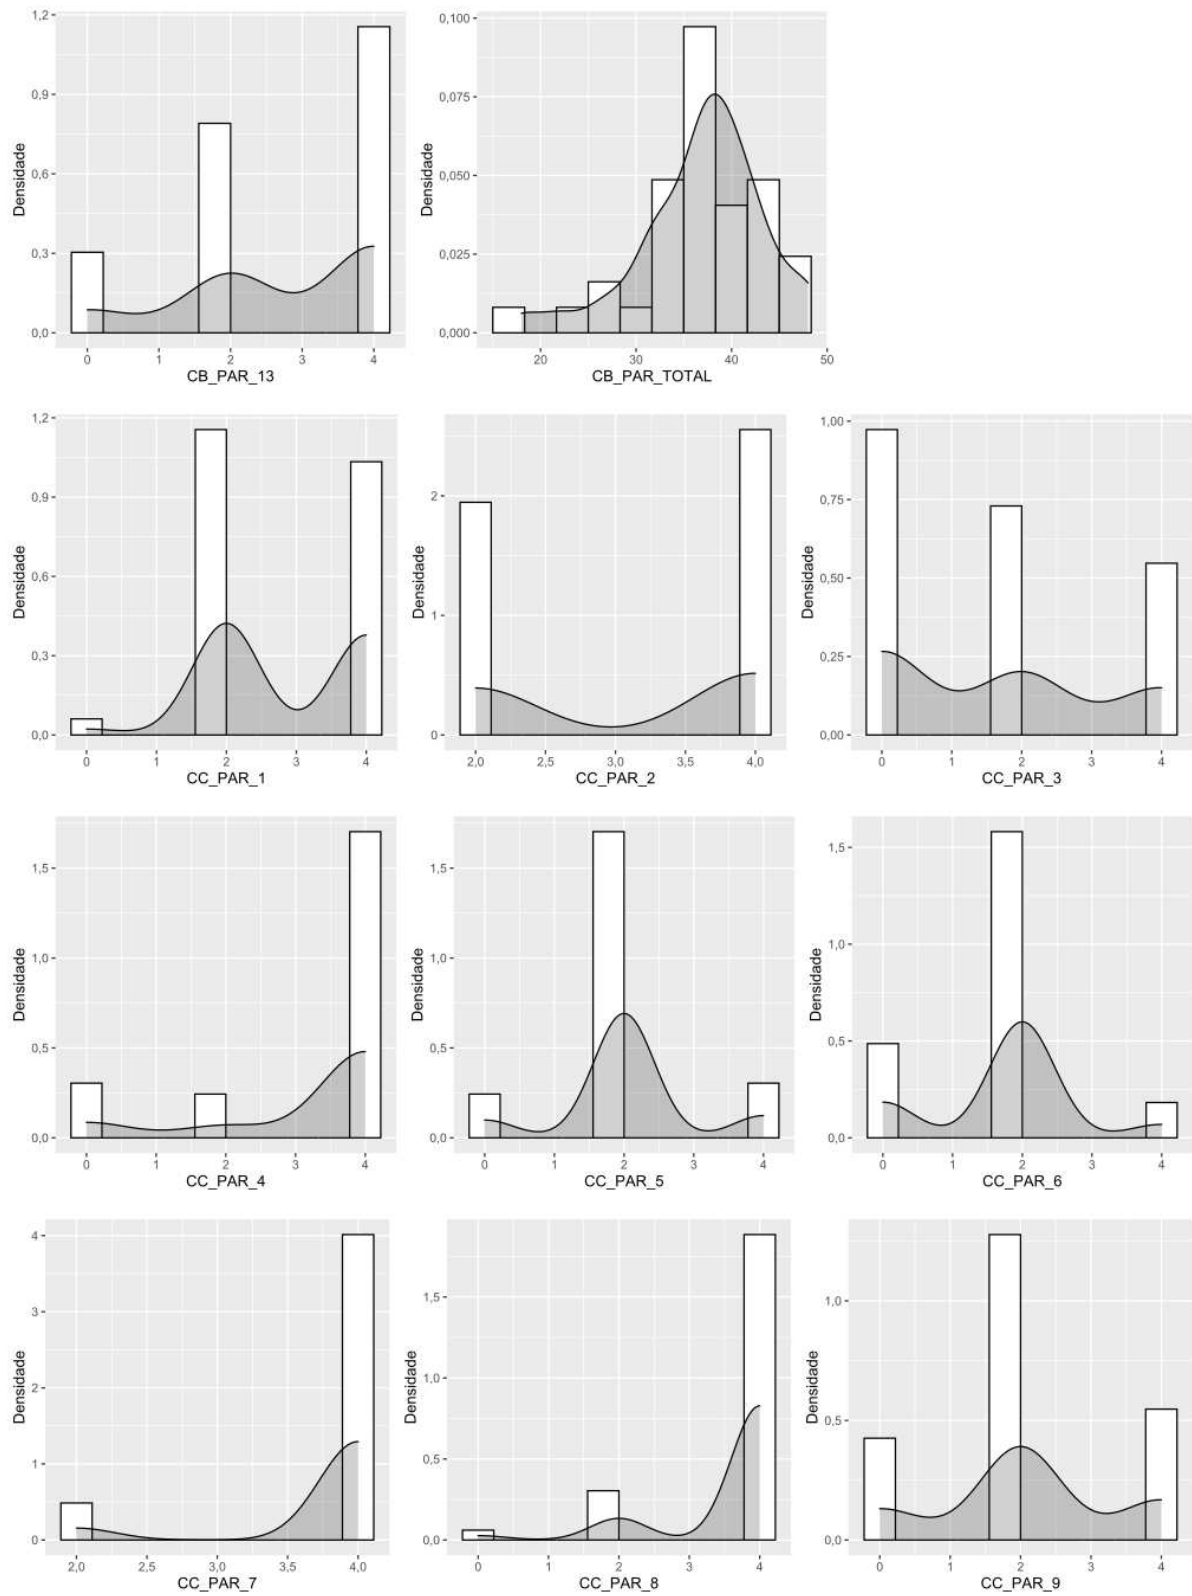 1,2
0,9
0,6
0,3
0,0
Densidade
0 1 2 3 4
CB_PAR_13
0,100
0,075
0,050
0,025
0,000
Densidade
20 30 40 50
CB_PAR_TOTAL
1,2
0,9
0,6
0,3
0,0
Densidade
0 1 2 3 4
CC_PAR_1
2
1
0
Densidade
2,0 2,5 3,0 3,5 4,0
CC_PAR_2
1,00
0,75
0,50
0,25
0,00
Densidade
0 1 2 3 4
CC_PAR_3
1,5
1,0
0,5
0,0
Densidade
0 1 2 3 4
CC_PAR_4
1,5
1,0
0,5
0,0
Densidade
0 1 2 3 4
CC_PAR_5
1,5
1,0
0,5
0,0
Densidade
0 1 2 3 4
CC_PAR_6
4
3
2
1
0
Densidade
2,0 2,5 3,0 3,5 4,0
CC_PAR_7
1,5
1,0
0,5
0,0
Densidade
0 1 2 3 4
CC_PAR_8
1,0
0,5
0,0
Densidade
0 1 2 3 4
CC_PAR_9